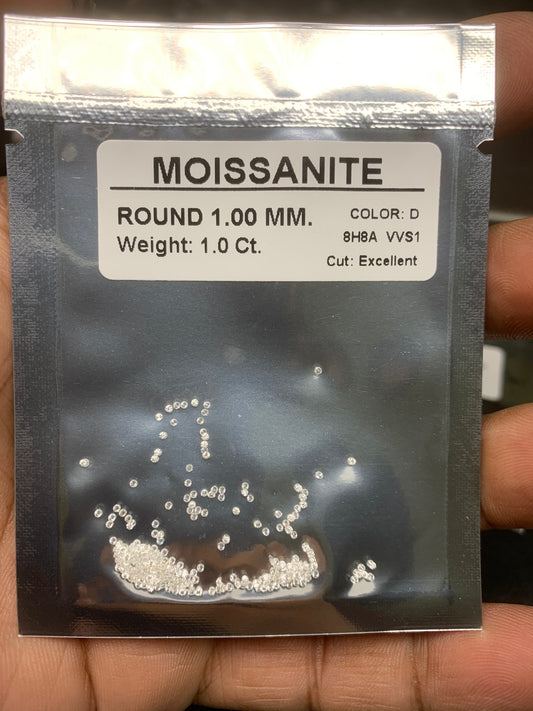 MOISSANITE
ROUND 1.00 MM.
Weight: 1.0 Ct.
COLOR: D
8H8A VVS1
Cut: Excellent